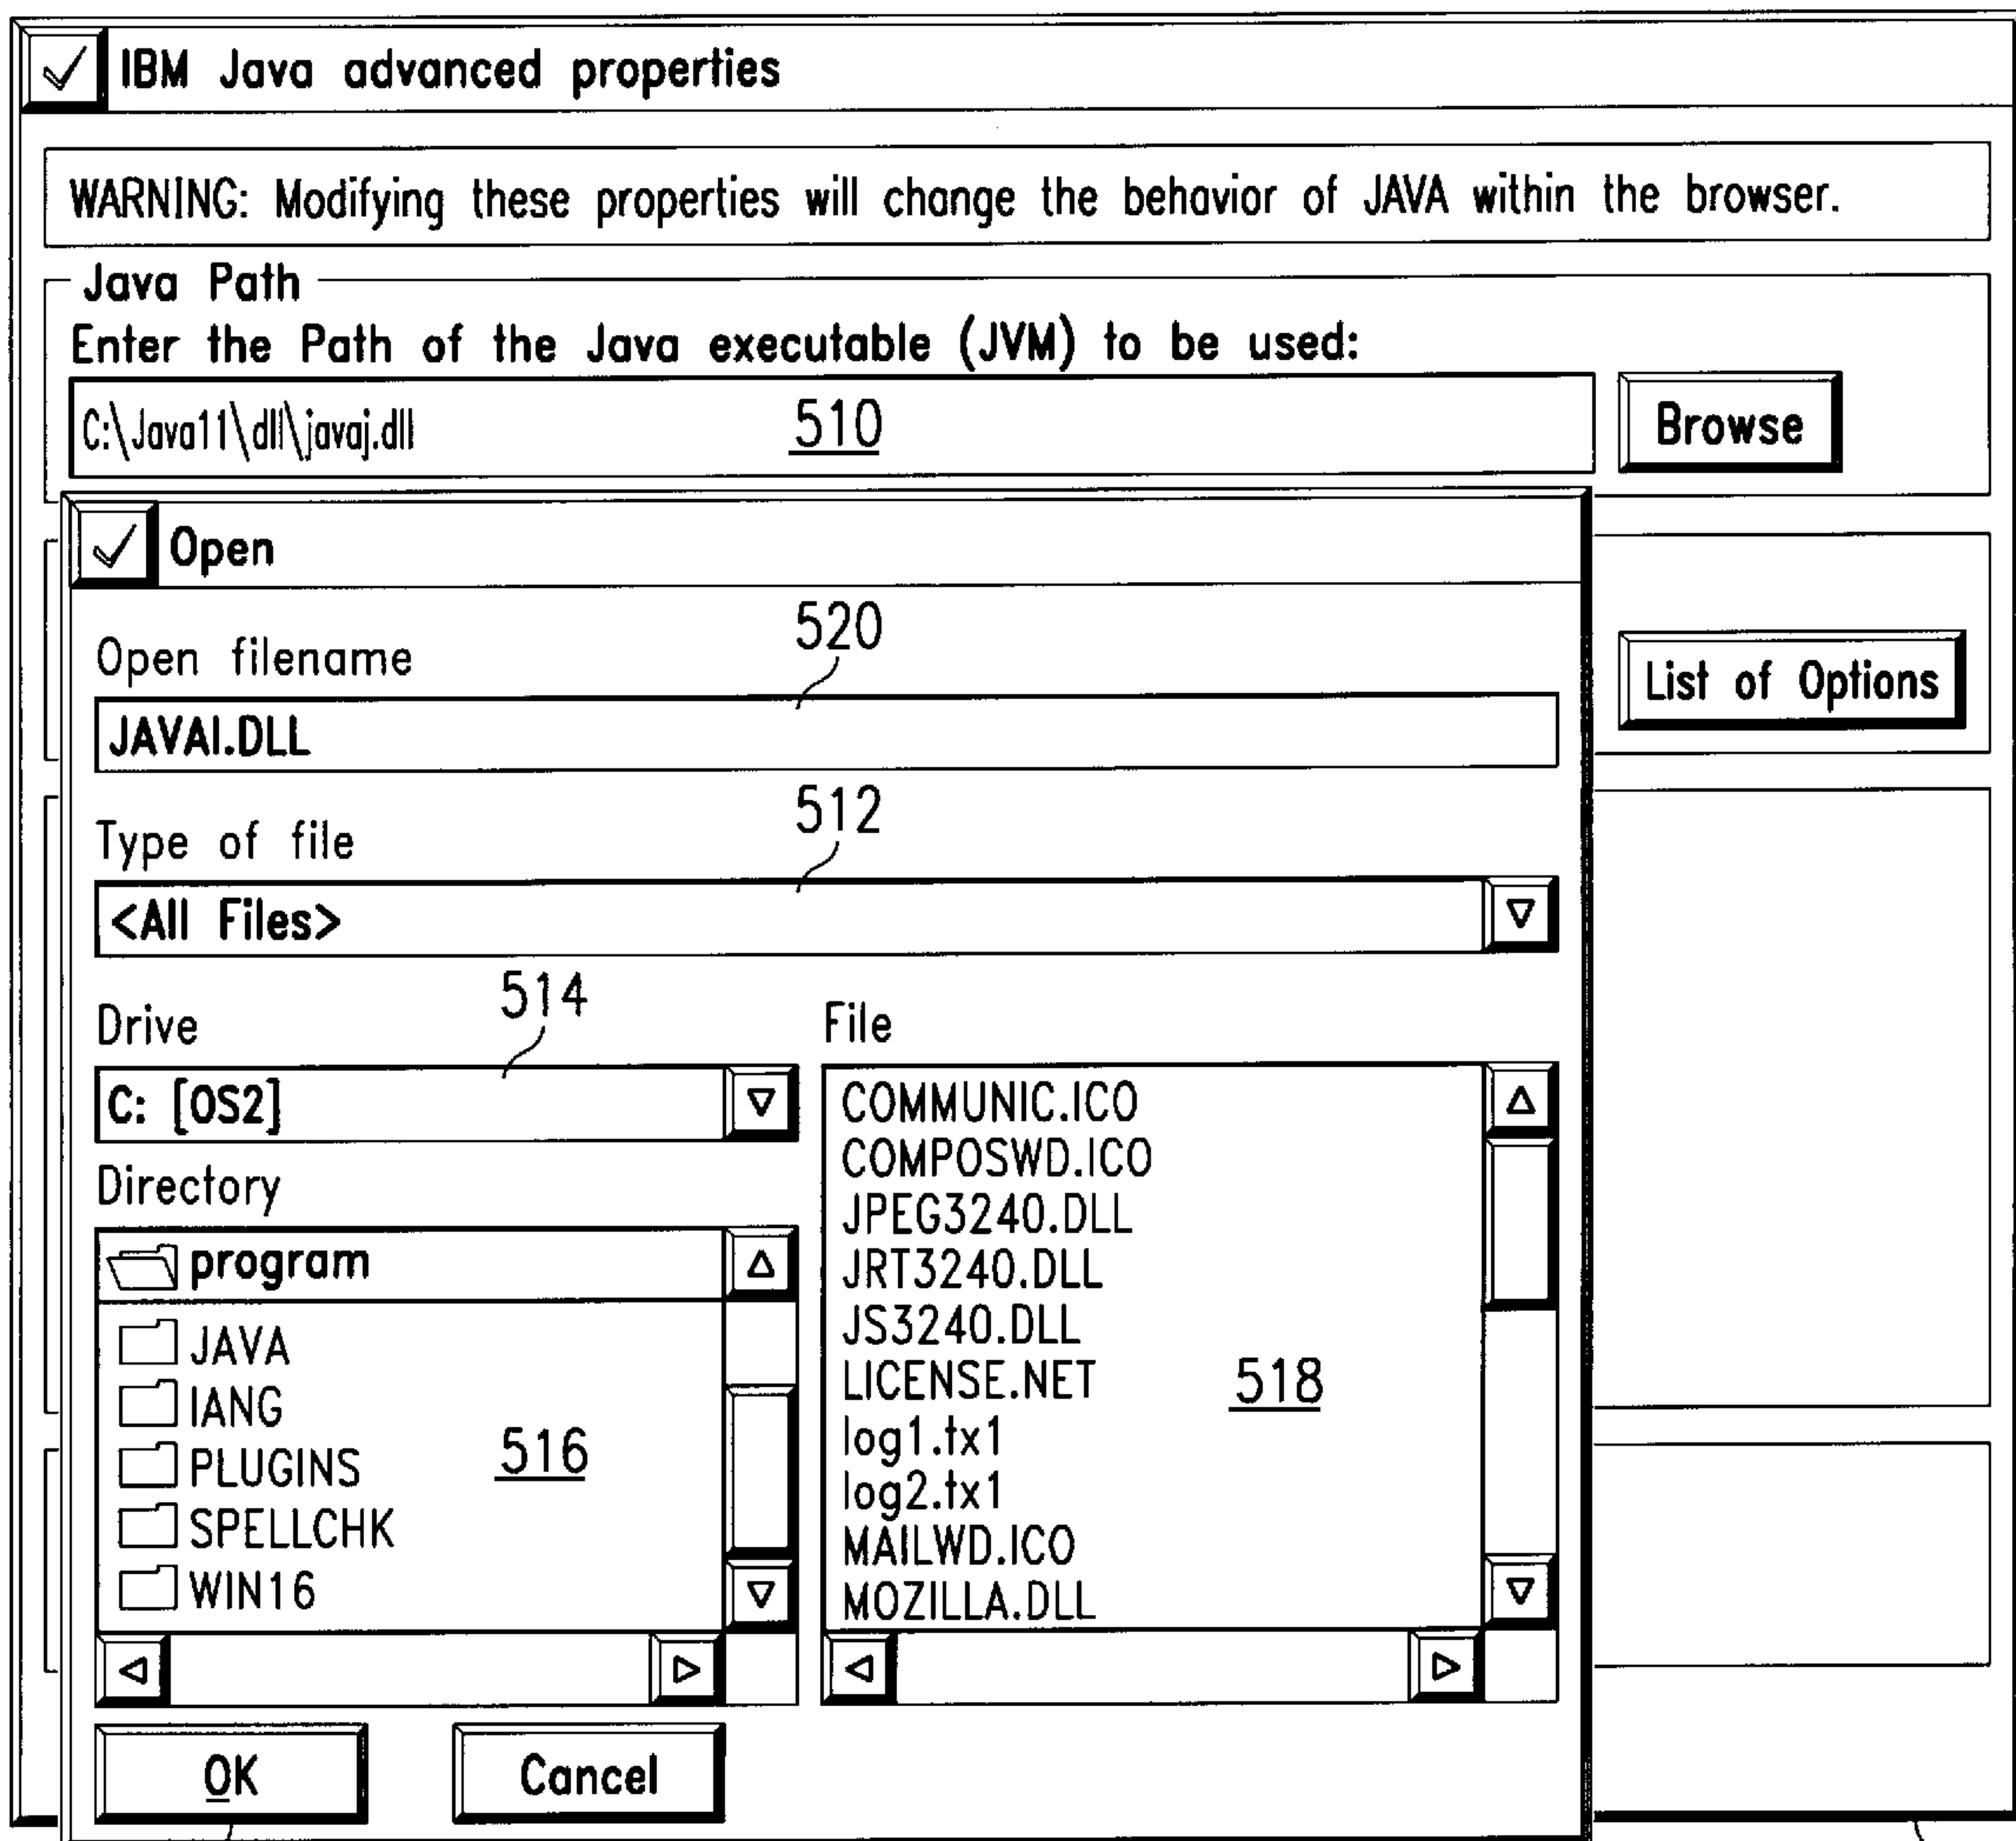 IBM Java advanced properties
WARNING: Modifying these properties will change the behavior of JAVA within the browser.
Java Path
Enter the Path of the Java executable (JVM) to be used:
C:\Java11\dll\javaj.dll
510
Browse
Open
Open filename
520
JAVAI.DLL
List of Options
Type of file
512
<All Files>
Drive
514
C: [OS2]
Directory
program
JAVA
IANG
PLUGINS
SPELLCHK
WIN16
516
File
COMMUNIC.ICO
COMPOSWD.ICO
JPEG3240.DLL
JRT3240.DLL
JS3240.DLL
LICENSE.NET
log1.tx1
log2.tx1
MAILWD.ICO
MOZILLA.DLL
518
OK
Cancel